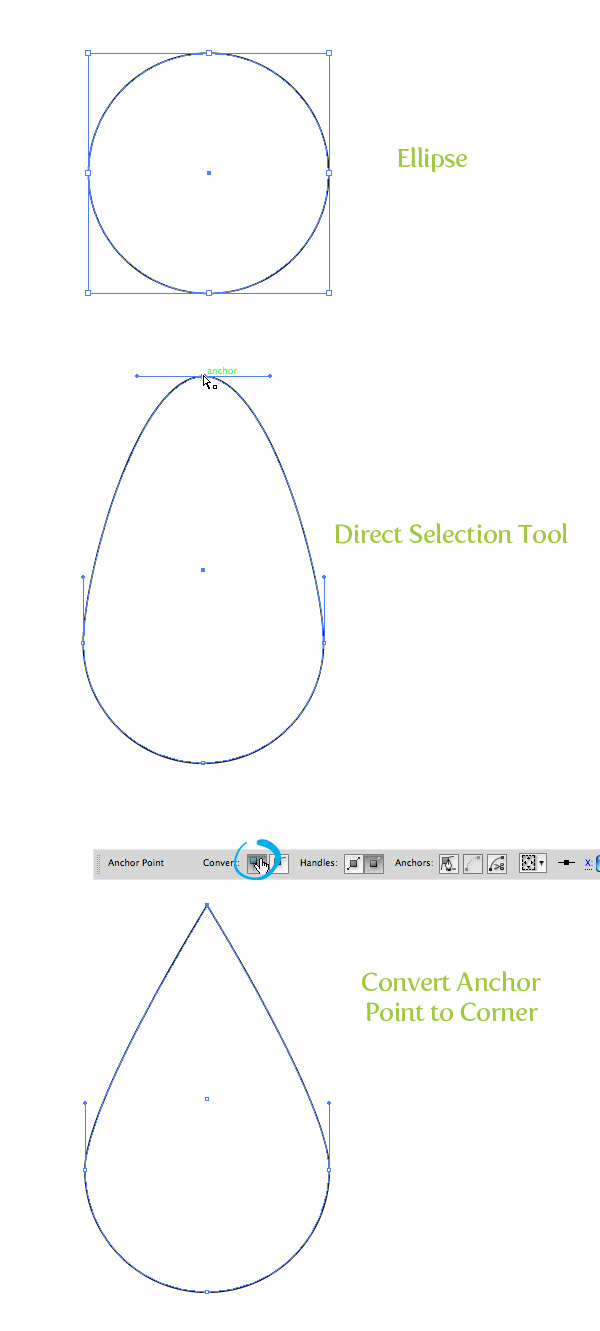 Ellipse
anchor
Direct Selection Tool
Anchor Point Convert: Handles: Anchors: X:
Convert Anchor
Point to Corner